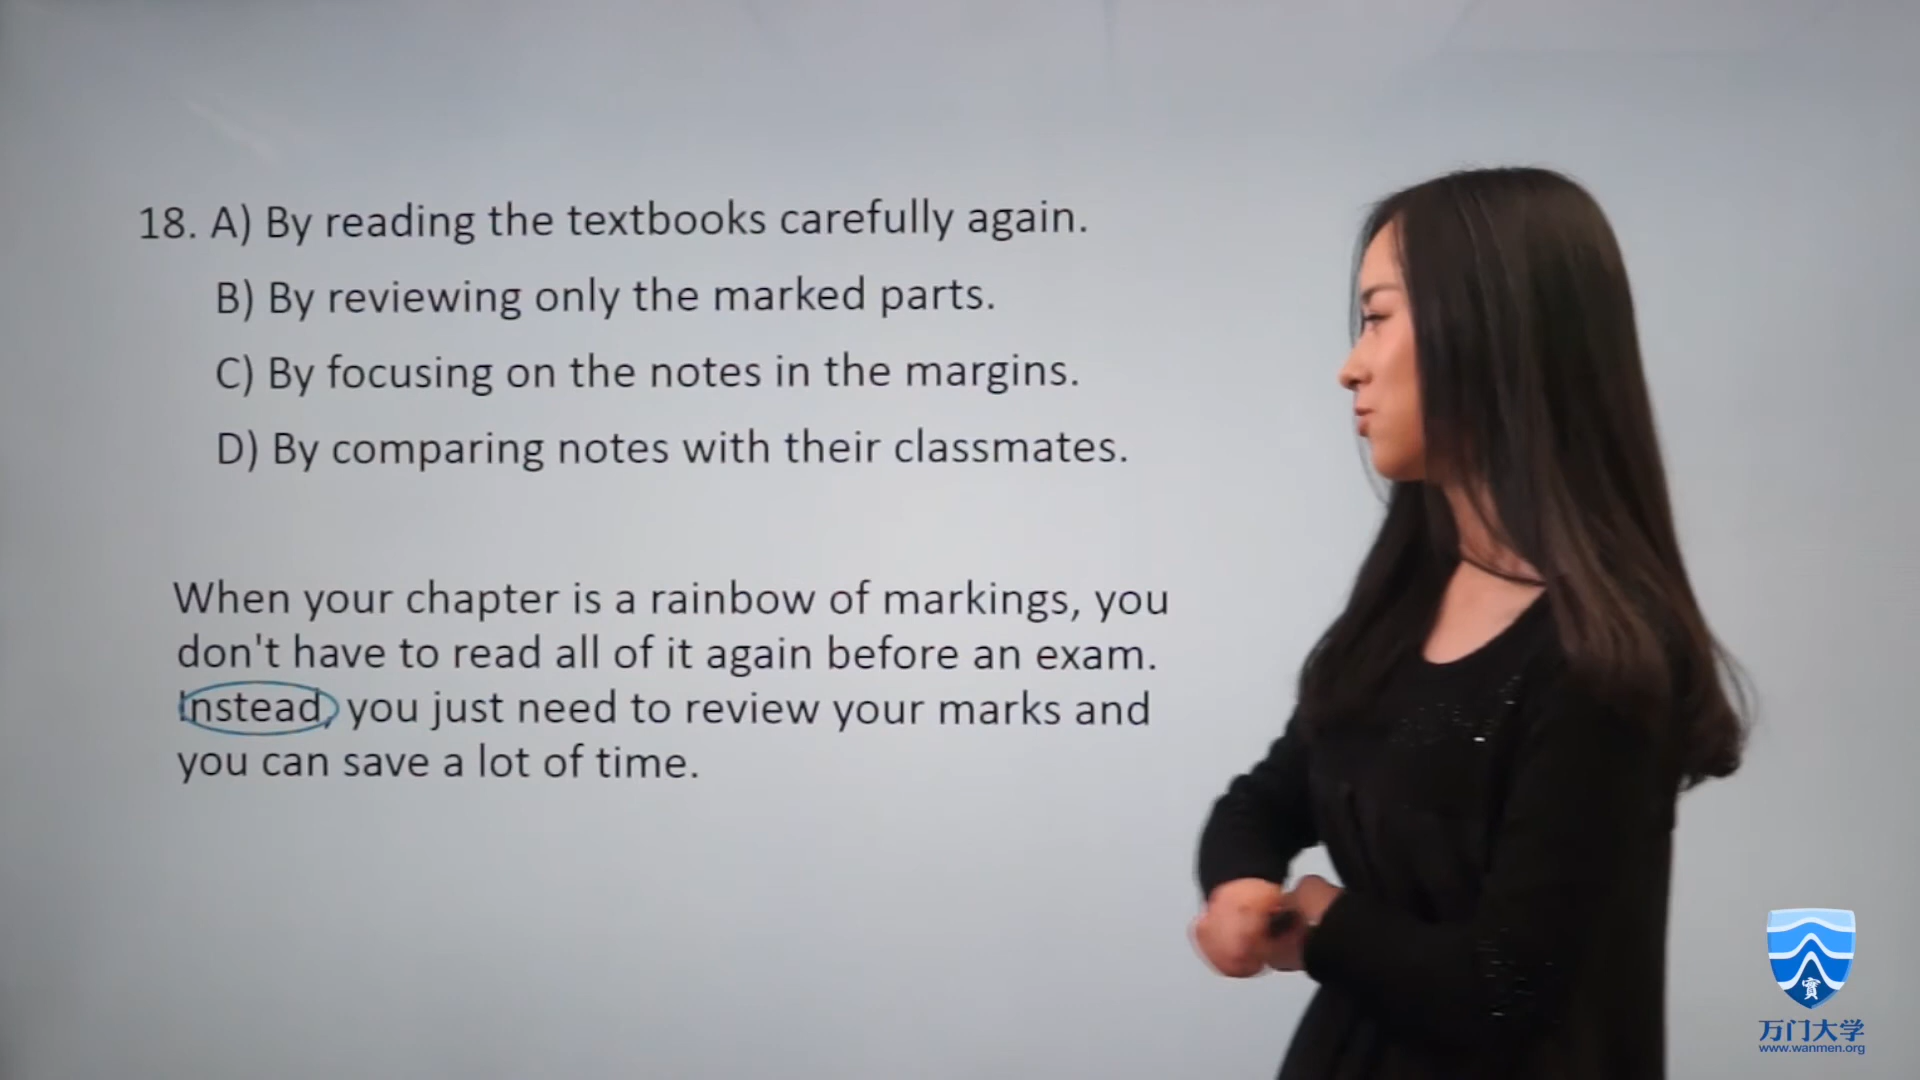 18. A) By reading the textbooks carefully again.
B) By reviewing only the marked parts.
C) By focusing on the notes in the margins.
D) By comparing notes with their classmates.
When your chapter is a rainbow of markings, you
don't have to read all of it again before an exam.
Instead, you just need to review your marks and
you can save a lot of time.
實
万门大学
www.wanmen.org